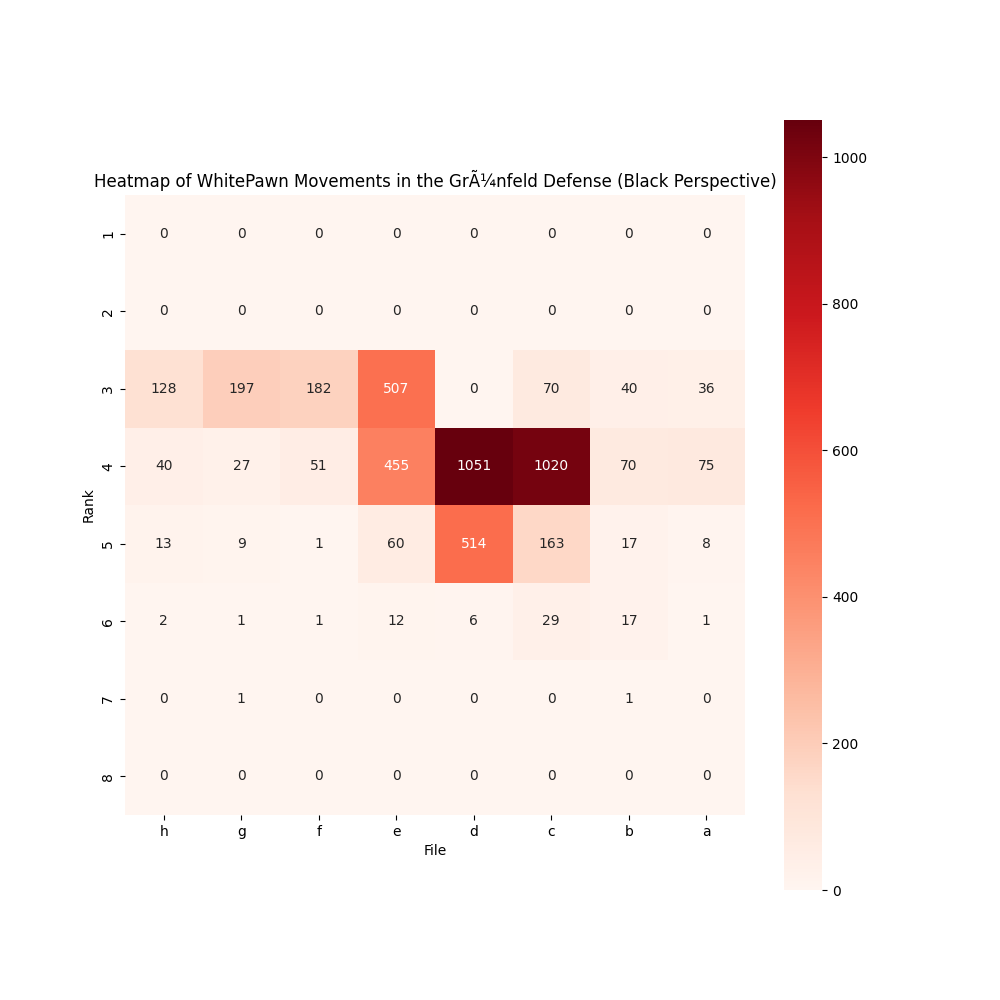 Heatmap of WhitePawn Movements in the GrÃ¼nfeld Defense (Black Perspective)
1 0 0 0 0 0 0 0 0
2 0 0 0 0 0 0 0 0
3 128 197 182 507 0 70 40 36
4 40 27 51 455 1051 1020 70 75
5 13 9 1 60 514 163 17 8
6 2 1 1 12 6 29 17 1
7 0 1 0 0 0 0 1 0
8 0 0 0 0 0 0 0 0
h g f e d c b a
File
Rank
1000
800
600
400
200
0